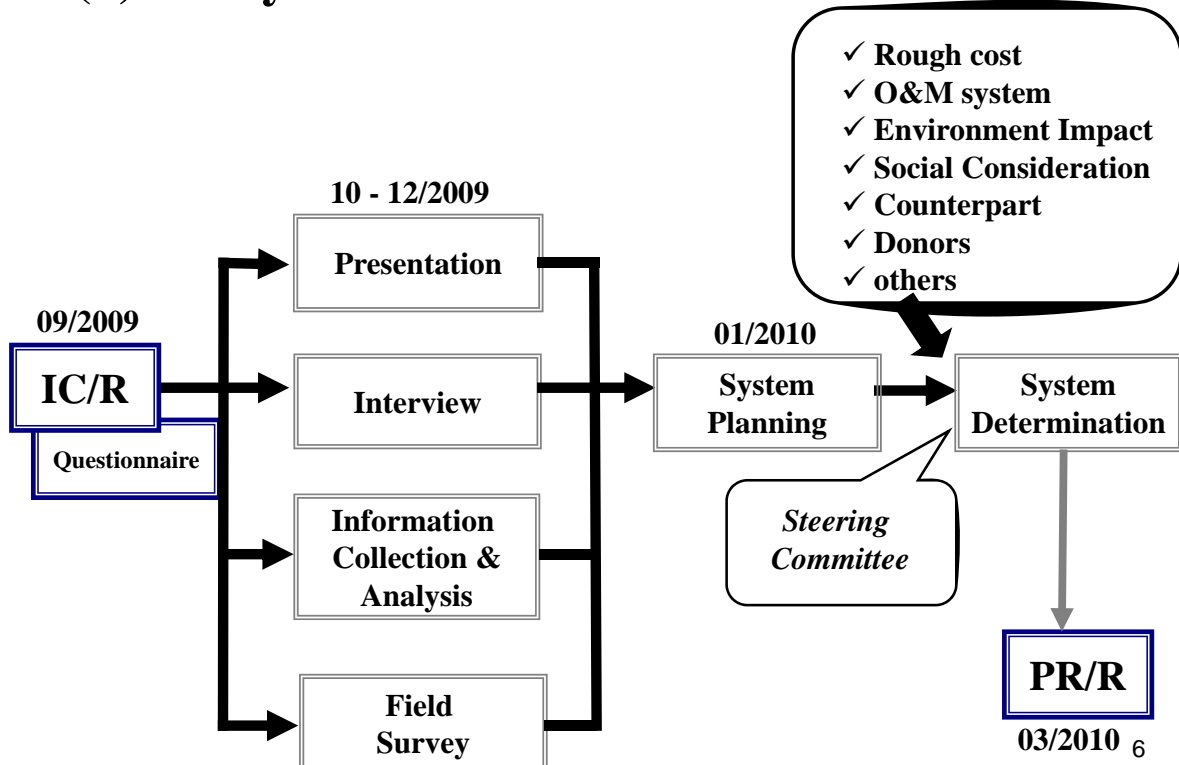 ✓ Rough cost
✓ O&M system
✓ Environment Impact
✓ Social Consideration
✓ Counterpart
✓ Donors
✓ others
10 - 12/2009
Presentation
09/2009
IC/R
Questionnaire
Interview
Information
Collection &
Analysis
Field
Survey
01/2010
System
Planning
System
Determination
Steering
Committee
PR/R
03/2010
6